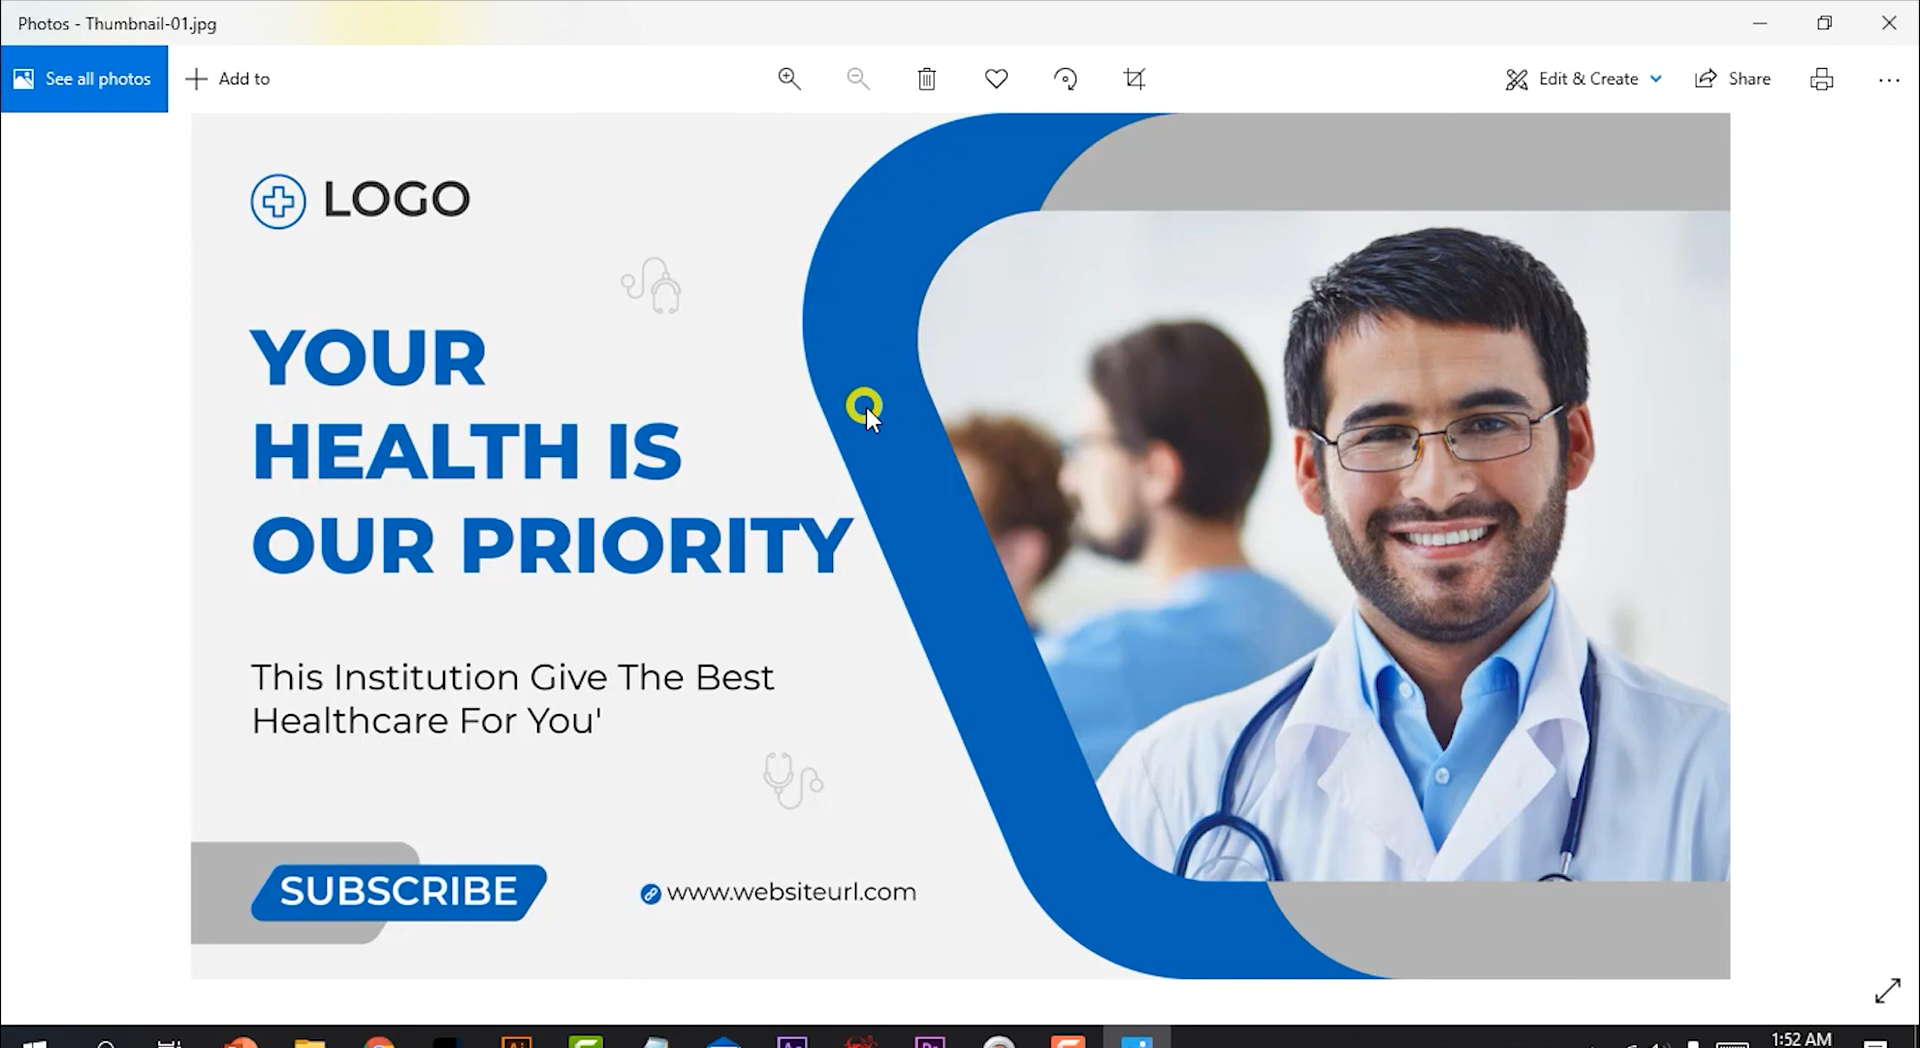 Photos - Thumbnail-01.jpg
See all photos
Add to
Edit & Create
Share
LOGO
YOUR
HEALTH IS
OUR PRIORITY
This Institution Give The Best
Healthcare For You'
SUBSCRIBE
www.websiteurl.com
1:52 AM